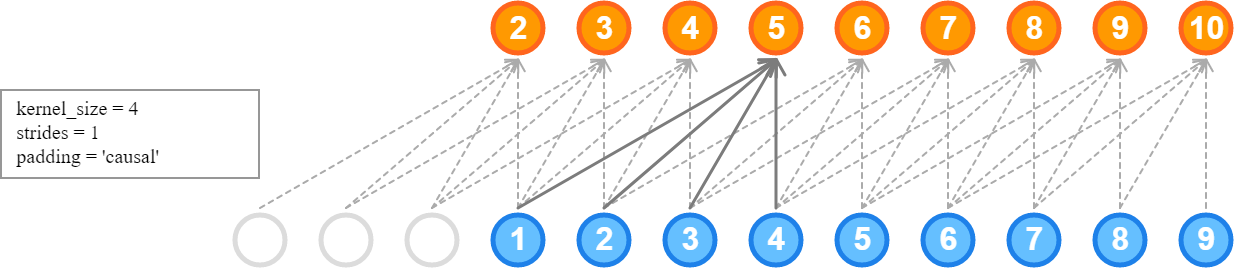 2 3 4 5 6 7 8 9 10
kernel_size = 4
strides = 1
padding = 'causal'
1 2 3 4 5 6 7 8 9